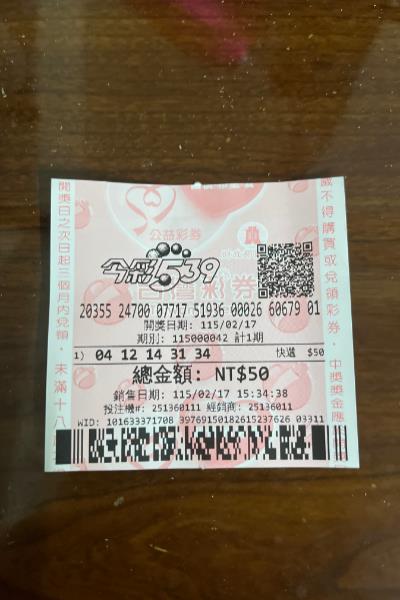 公益彩券
今彩539
20355 24700 07717 51936 00026 60679 01
開獎日期: 115/02/17
期別: 115000042 計1期
1) 04 12 14 31 34 快選 $50
總金額: NT$50
銷售日期: 115/02/17 15:34:38
投注機#: 251360111 經銷商: 25136011
WID: 101633371708 39769150182615237626 03311
開獎日之次日起三個月內兌領,未滿十八
歲不得購買或兌領彩券。中獎獎金應